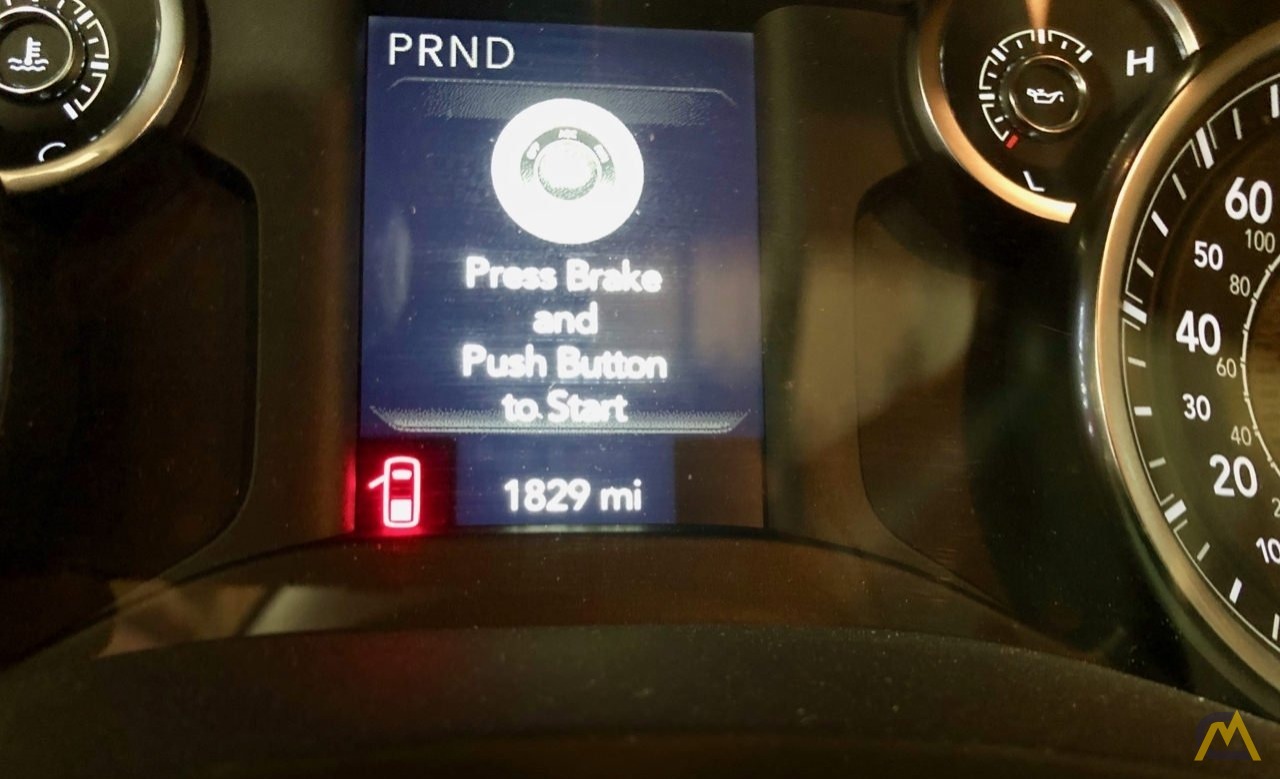 PRND
Press Brake
and
Push Button
to Start
1829 mi
C
H
L
60
100
50
80
40
60
30
40
20
10